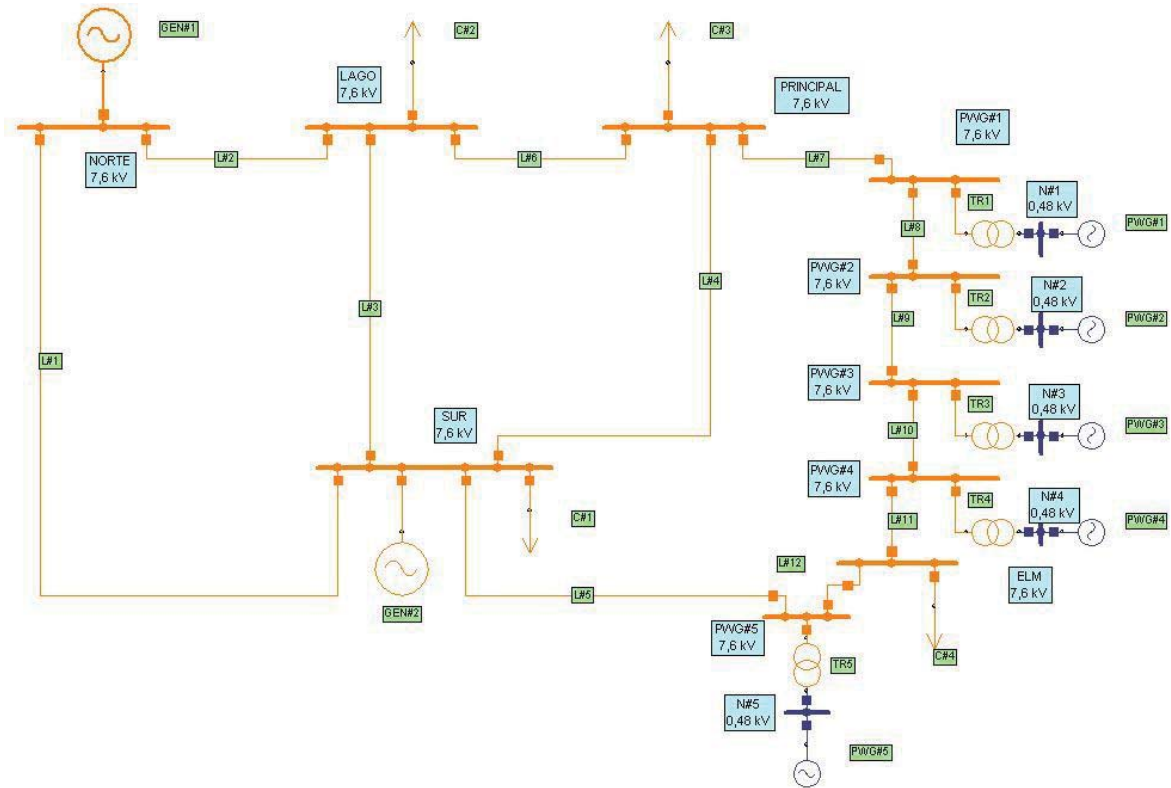 GEN#1
C#2
C#3
LAGO
7,6 kV
PRINCIPAL
7,6 kV
PWG#1
7,6 kV
NORTE
7,6 kV
L#2
L#6
L#7
TR1
N#1
0,48 kV
PWG#1
L#8
PWG#2
7,6 kV
TR2
N#2
0,48 kV
PWG#2
L#3
L#4
L#9
L#1
PWG#3
7,6 kV
TR3
N#3
0,48 kV
PWG#3
SUR
7,6 kV
L#10
PWG#4
7,6 kV
TR4
N#4
0,48 kV
PWG#4
C#1
L#11
L#12
ELM
7,6 kV
GEN#2
L#5
PWG#5
7,6 kV
C#4
TR5
N#5
0,48 kV
PWG#5